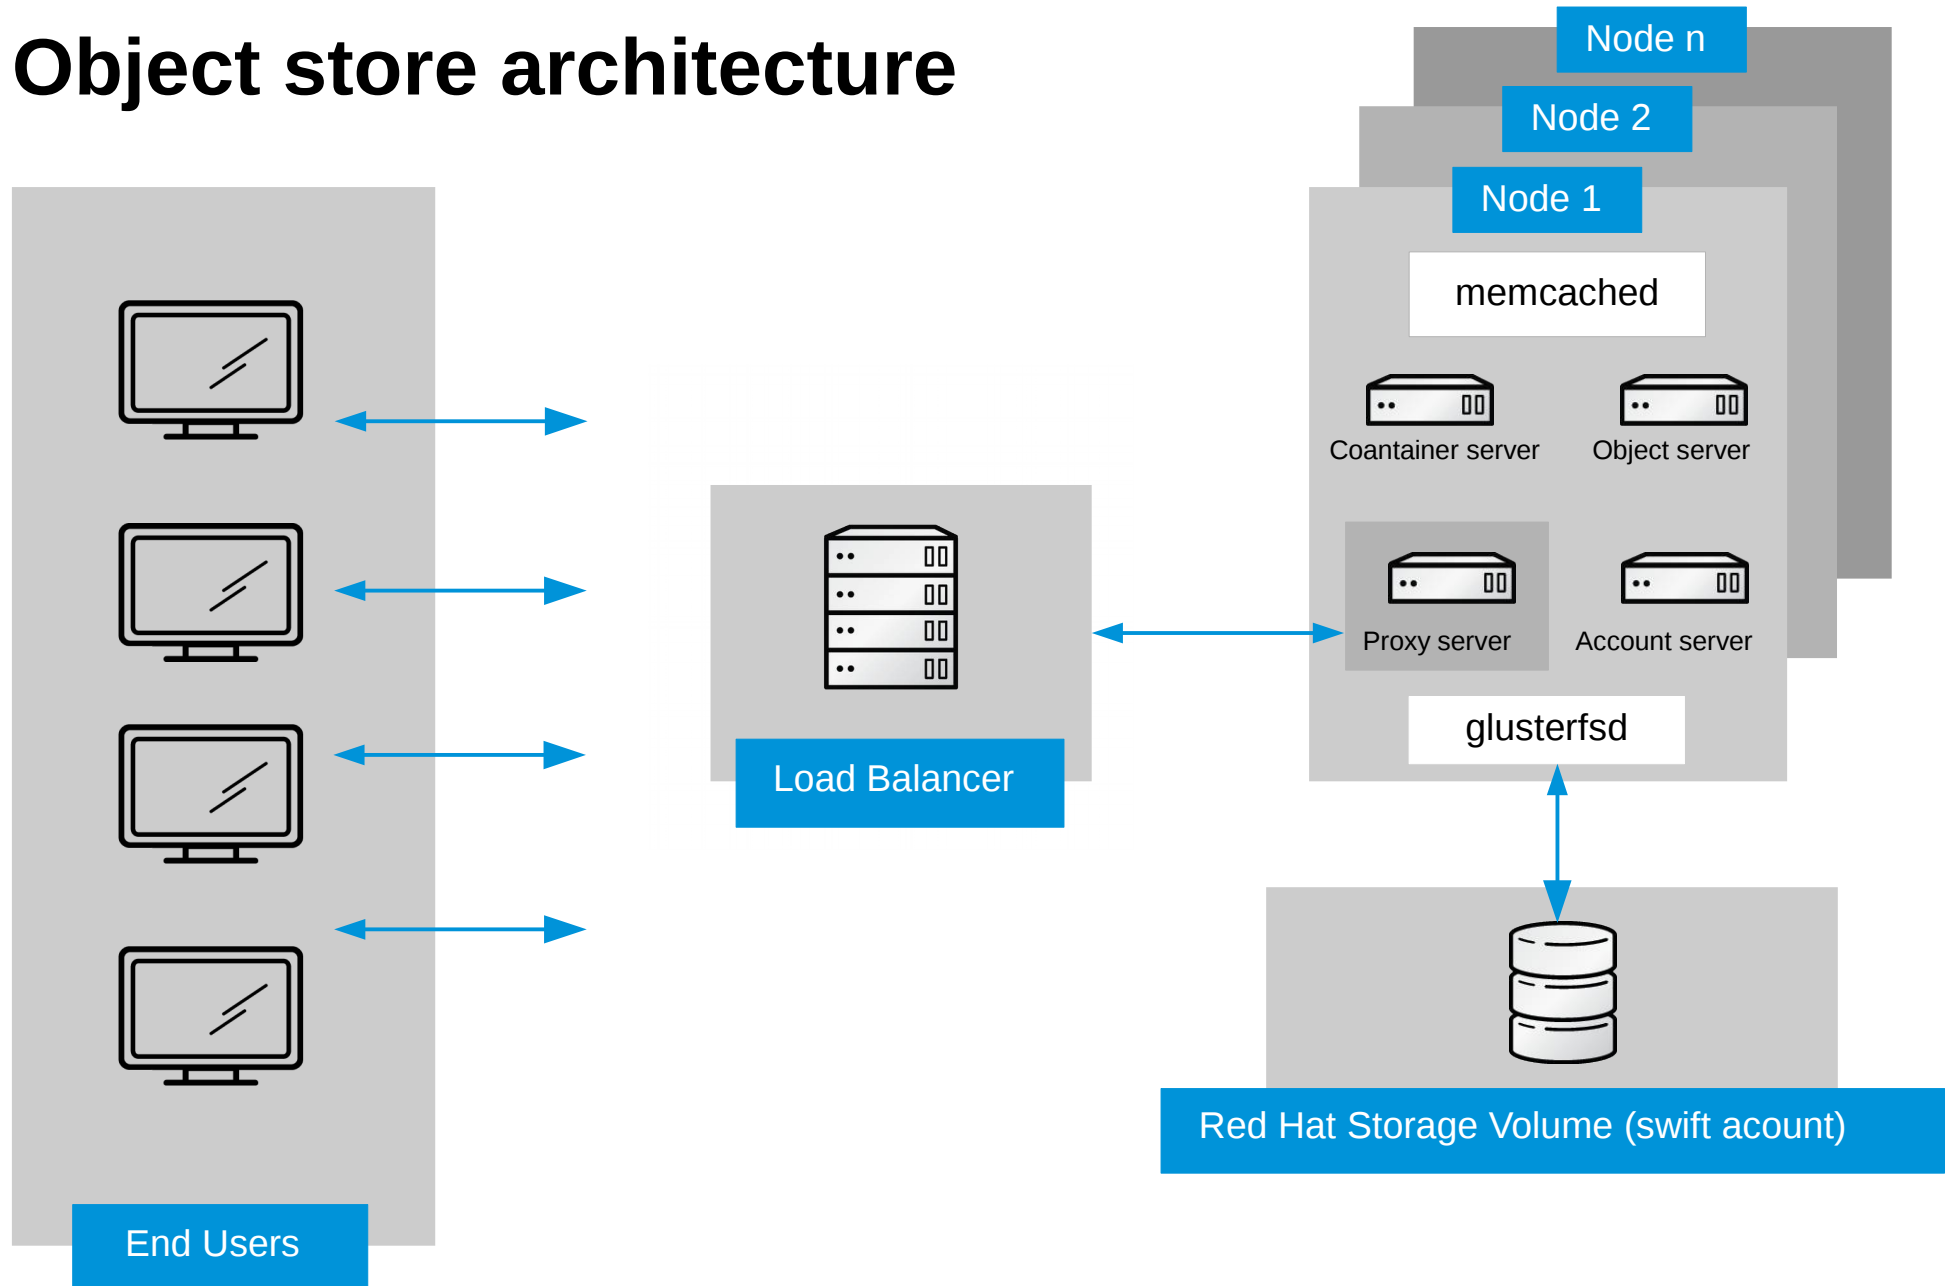 Object store architecture
Node n
Node 2
Node 1
memcached
Coantainer server
Object server
Proxy server
Account server
glusterfsd
Load Balancer
Red Hat Storage Volume (swift acount)
End Users